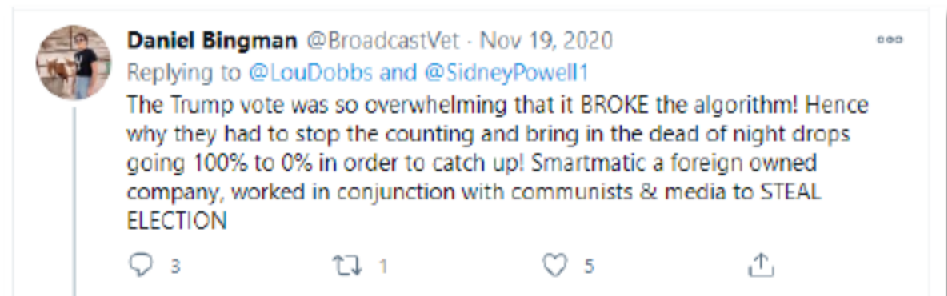 Daniel Bingman @BroadcastVet · Nov 19, 2020
Replying to @LouDobbs and @SidneyPowell1
The Trump vote was so overwhelming that it BROKE the algorithm! Hence
why they had to stop the counting and bring in the dead of night drops
going 100% to 0% in order to catch up! Smartmatic a foreign owned
company, worked in conjunction with communists & media to STEAL
ELECTION
3 1 5